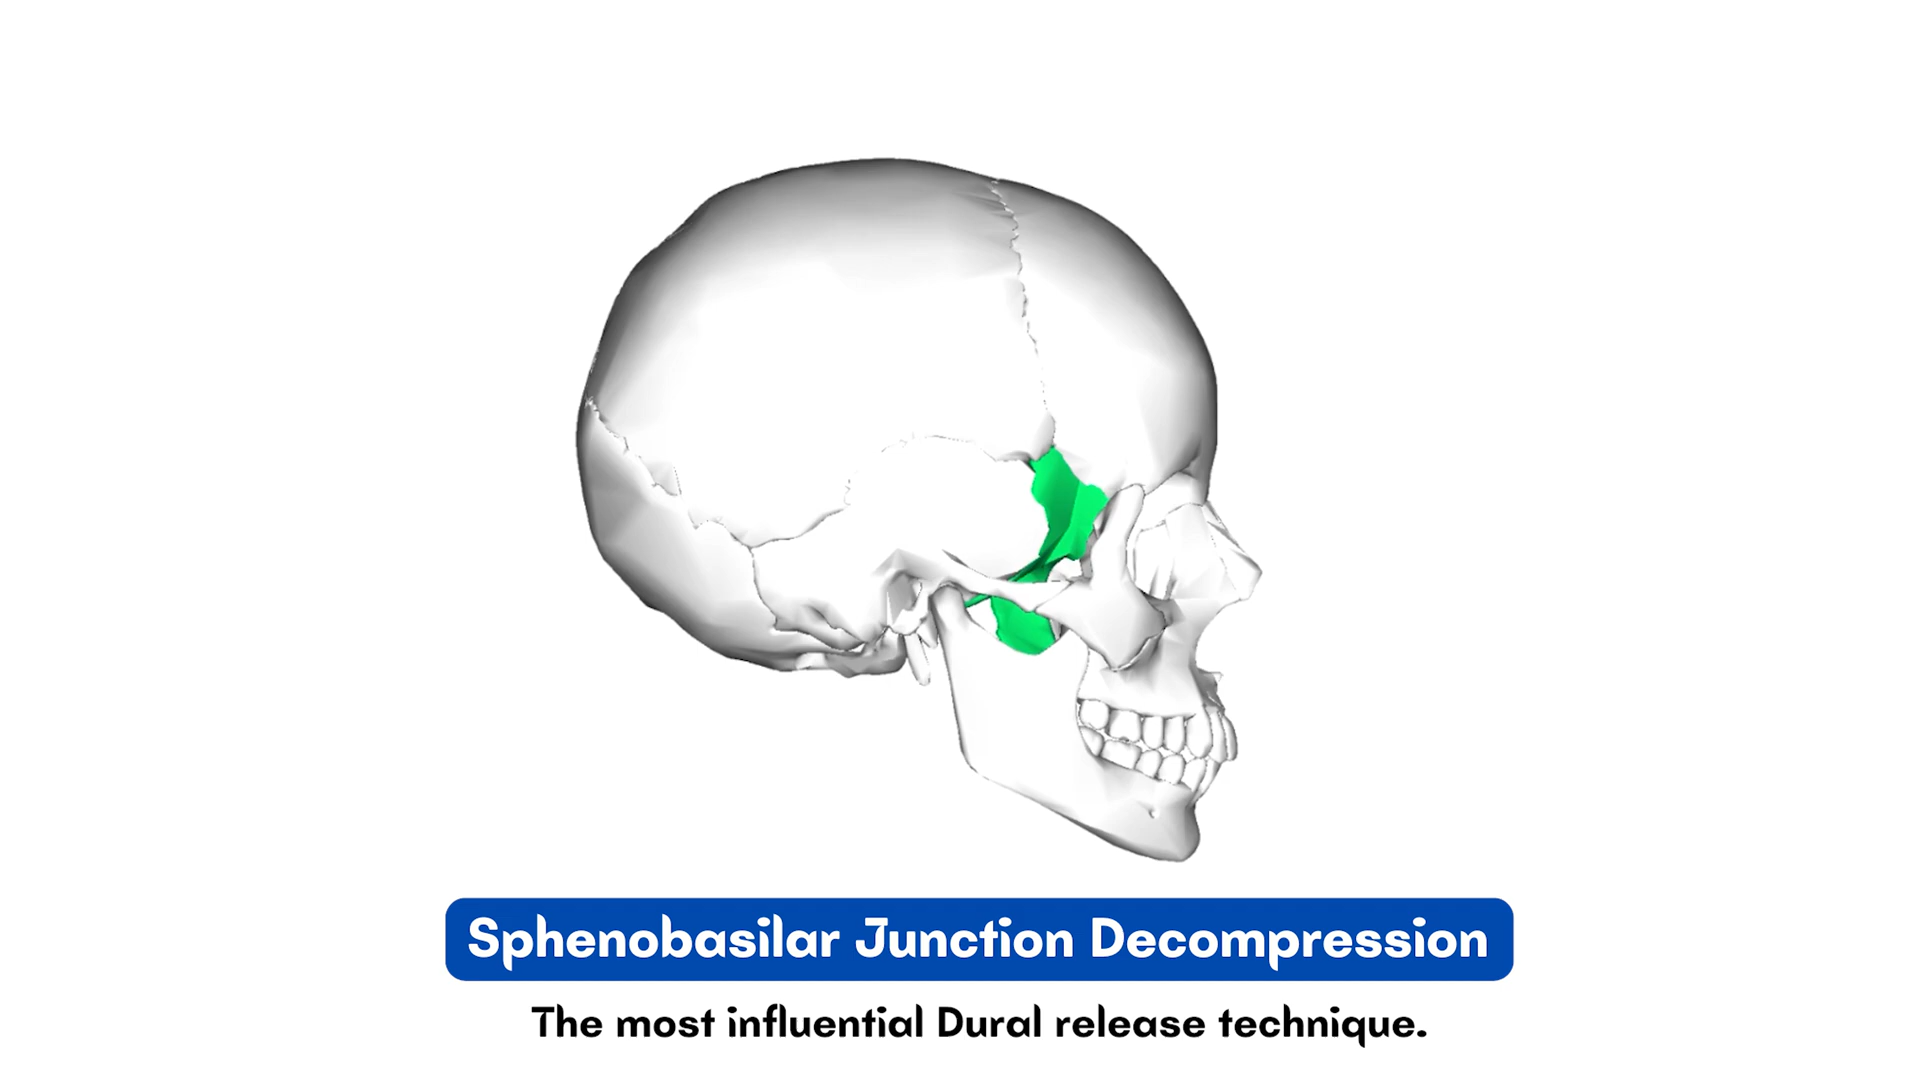 Sphenobasilar Junction Decompression
The most influential Dural release technique.